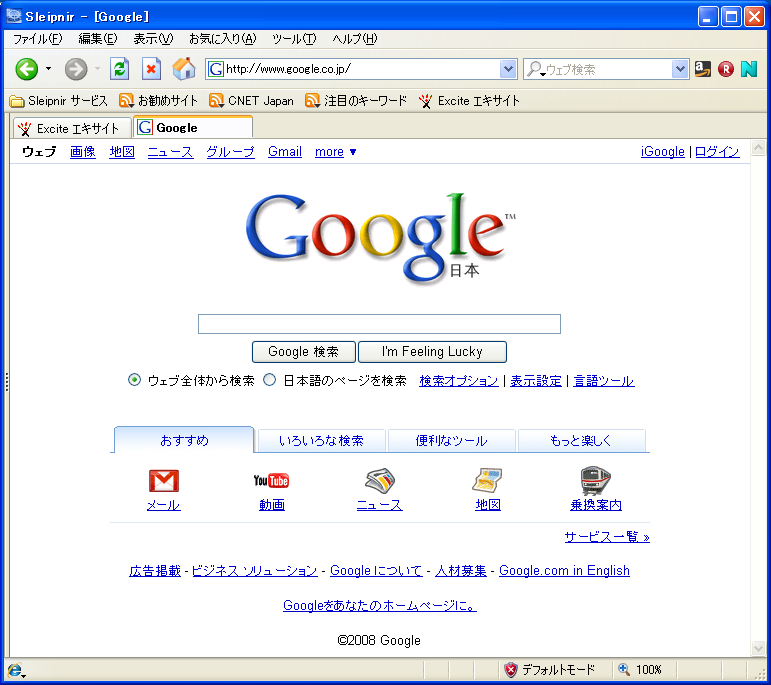 Sleipnir - [Google]
ファイル(F) 編集(E) 表示(V) お気に入り(A) ツール(T) ヘルプ(H)
http://www.google.co.jp/ ウェブ検索 a R N
Sleipnir サービス お勧めサイト CNET Japan 注目のキーワード Excite エキサイト
Excite エキサイト Google
ウェブ 画像 地図 ニュース グループ Gmail more ▼ iGoogle | ログイン
Google™
日本
Google 検索 I'm Feeling Lucky
ウェブ全体から検索 日本語のページを検索 検索オプション | 表示設定 | 言語ツール
おすすめ いろいろな検索 便利なツール もっと楽しく
YouTube
メール 動画 ニュース 地図 乗換案内
サービス一覧 »
広告掲載 - ビジネス ソリューション - Google について - 人材募集 - Google.com in English
Googleをあなたのホームページに。
©2008 Google
デフォルトモード 100%